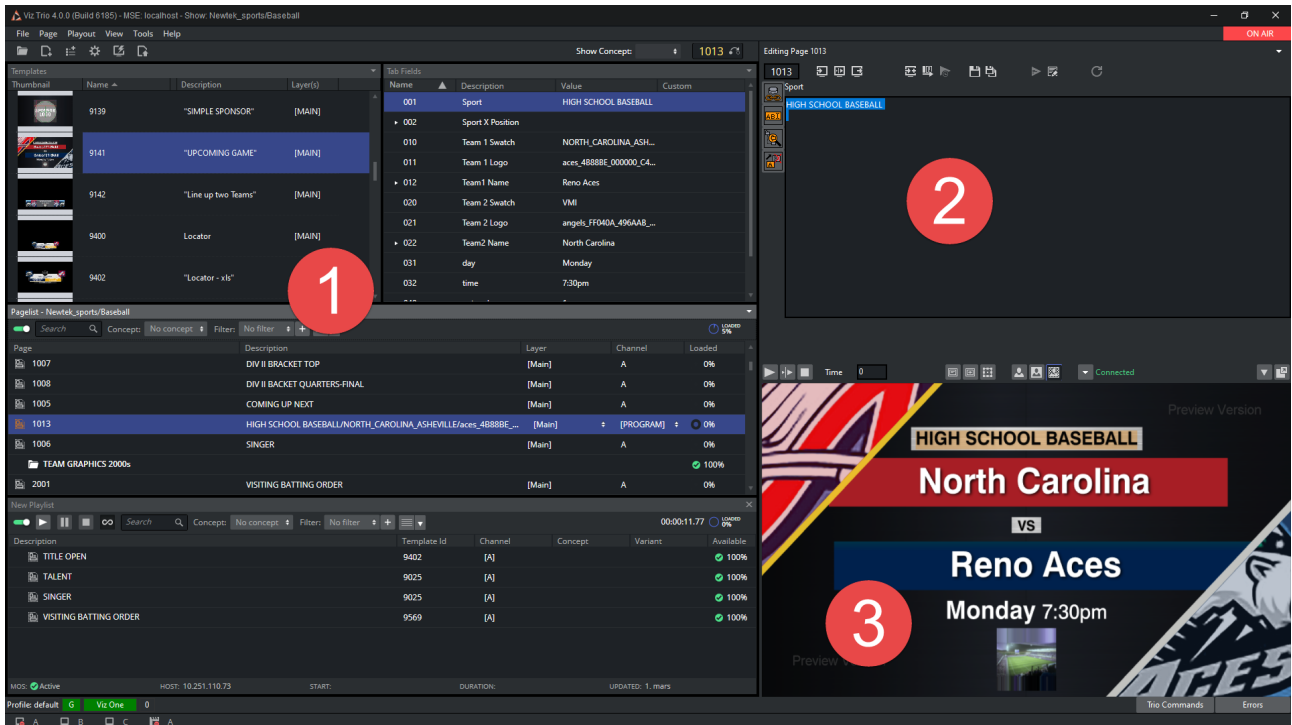 Viz Trio 4.0.0 (Build 6185) - MSE: localhost - Show: Newtek_sports/Baseball
File Page Playout View Tools Help
ON AIR
Show Concept: 1013
Templates
Thumbnail Name Description Layer(s)
9139 "SIMPLE SPONSOR" [MAIN]
9141 "UPCOMING GAME" [MAIN]
9142 "Line up two Teams" [MAIN]
9400 Locator [MAIN]
9402 "Locator - xls"
1
Tab Fields
Name Description Value Custom
001 Sport HIGH SCHOOL BASEBALL
002 Sport X Position
010 Team 1 Swatch NORTH_CAROLINA_ASH...
011 Team 1 Logo aces_4B88BE_000000_C4...
012 Team1 Name Reno Aces
020 Team 2 Swatch VMI
021 Team 2 Logo angels_FF040A_496AAB_...
022 Team2 Name North Carolina
031 day Monday
032 time 7:30pm
Pagelist - Newtek_sports/Baseball
Search Concept: No concept Filter: No filter + LOADED 5%
Page Description Layer Channel Loaded
1007 DIV II BRACKET TOP [Main] A 0%
1008 DIV II BACKET QUARTERS-FINAL [Main] A 0%
1005 COMING UP NEXT [Main] A 0%
1013 HIGH SCHOOL BASEBALL/NORTH_CAROLINA_ASHEVILLE/aces_4B88BE_... [Main] [PROGRAM] 0%
1006 SINGER [Main] A 0%
TEAM GRAPHICS 2000s 100%
2001 VISITING BATTING ORDER [Main] A 0%
New Playlist
Search Concept: No concept Filter: No filter + 00:00:11.77 LOADED 0%
Description Template Id Channel Concept Variant Available
TITLE OPEN 9402 [A] 100%
TALENT 9025 [A] 100%
SINGER 9025 [A] 100%
VISITING BATTING ORDER 9569 [A] 100%
MOS: Active HOST: 10.251.110.73 START: DURATION: UPDATED: 1. mars
Profile: default G Viz One 0
A B C A
Editing Page 1013
1013
Sport
HIGH SCHOOL BASEBALL
2
Time 0 Connected
Preview Version
HIGH SCHOOL BASEBALL
North Carolina
VS
Reno Aces
Monday 7:30pm
3
Preview
ACES
Trio Commands Errors